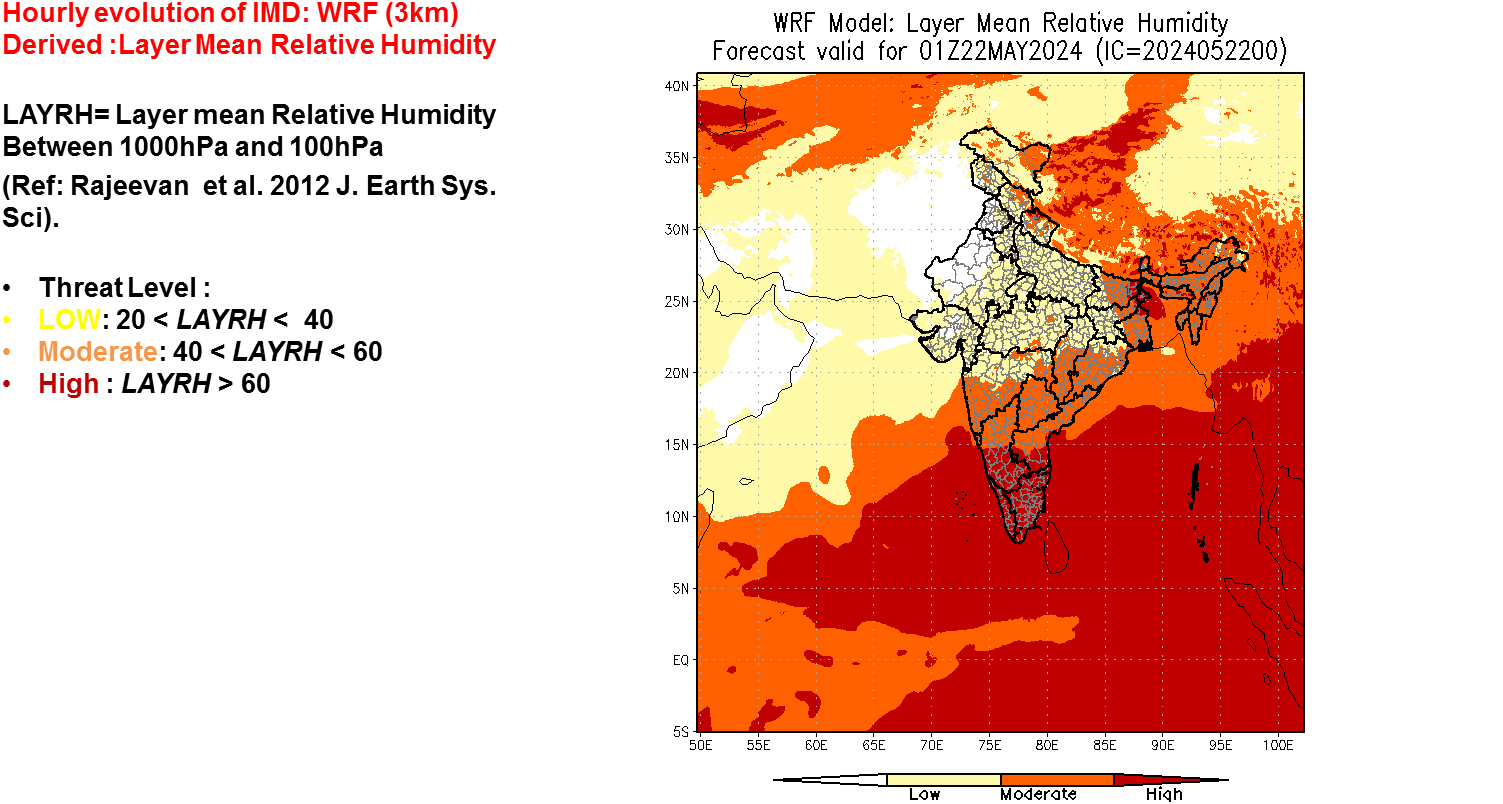 Hourly evolution of IMD: WRF (3km)
Derived :Layer Mean Relative Humidity
LAYRH= Layer mean Relative Humidity
Between 1000hPa and 100hPa
(Ref: Rajeevan et al. 2012 J. Earth Sys.
Sci).
• Threat Level :
• LOW: 20 < LAYRH < 40
• Moderate: 40 < LAYRH < 60
• High : LAYRH > 60
WRF Model: Layer Mean Relative Humidity
Forecast valid for 01Z22MAY2024 (IC=2024052200)
40N
35N
30N
25N
20N
15N
10N
5N
EQ
5S
50E 55E 60E 65E 70E 75E 80E 85E 90E 95E 100E
Low Moderate High